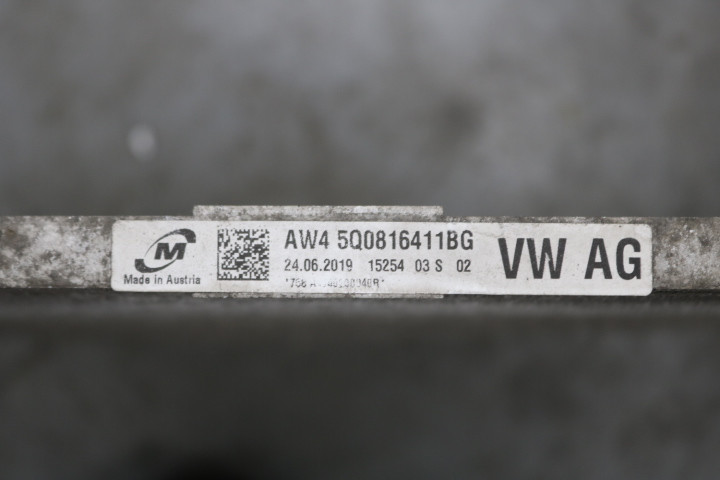 M
Made in Austria
AW4 5Q0816411BG
24.06.2019 15254 03 S 02
VW AG